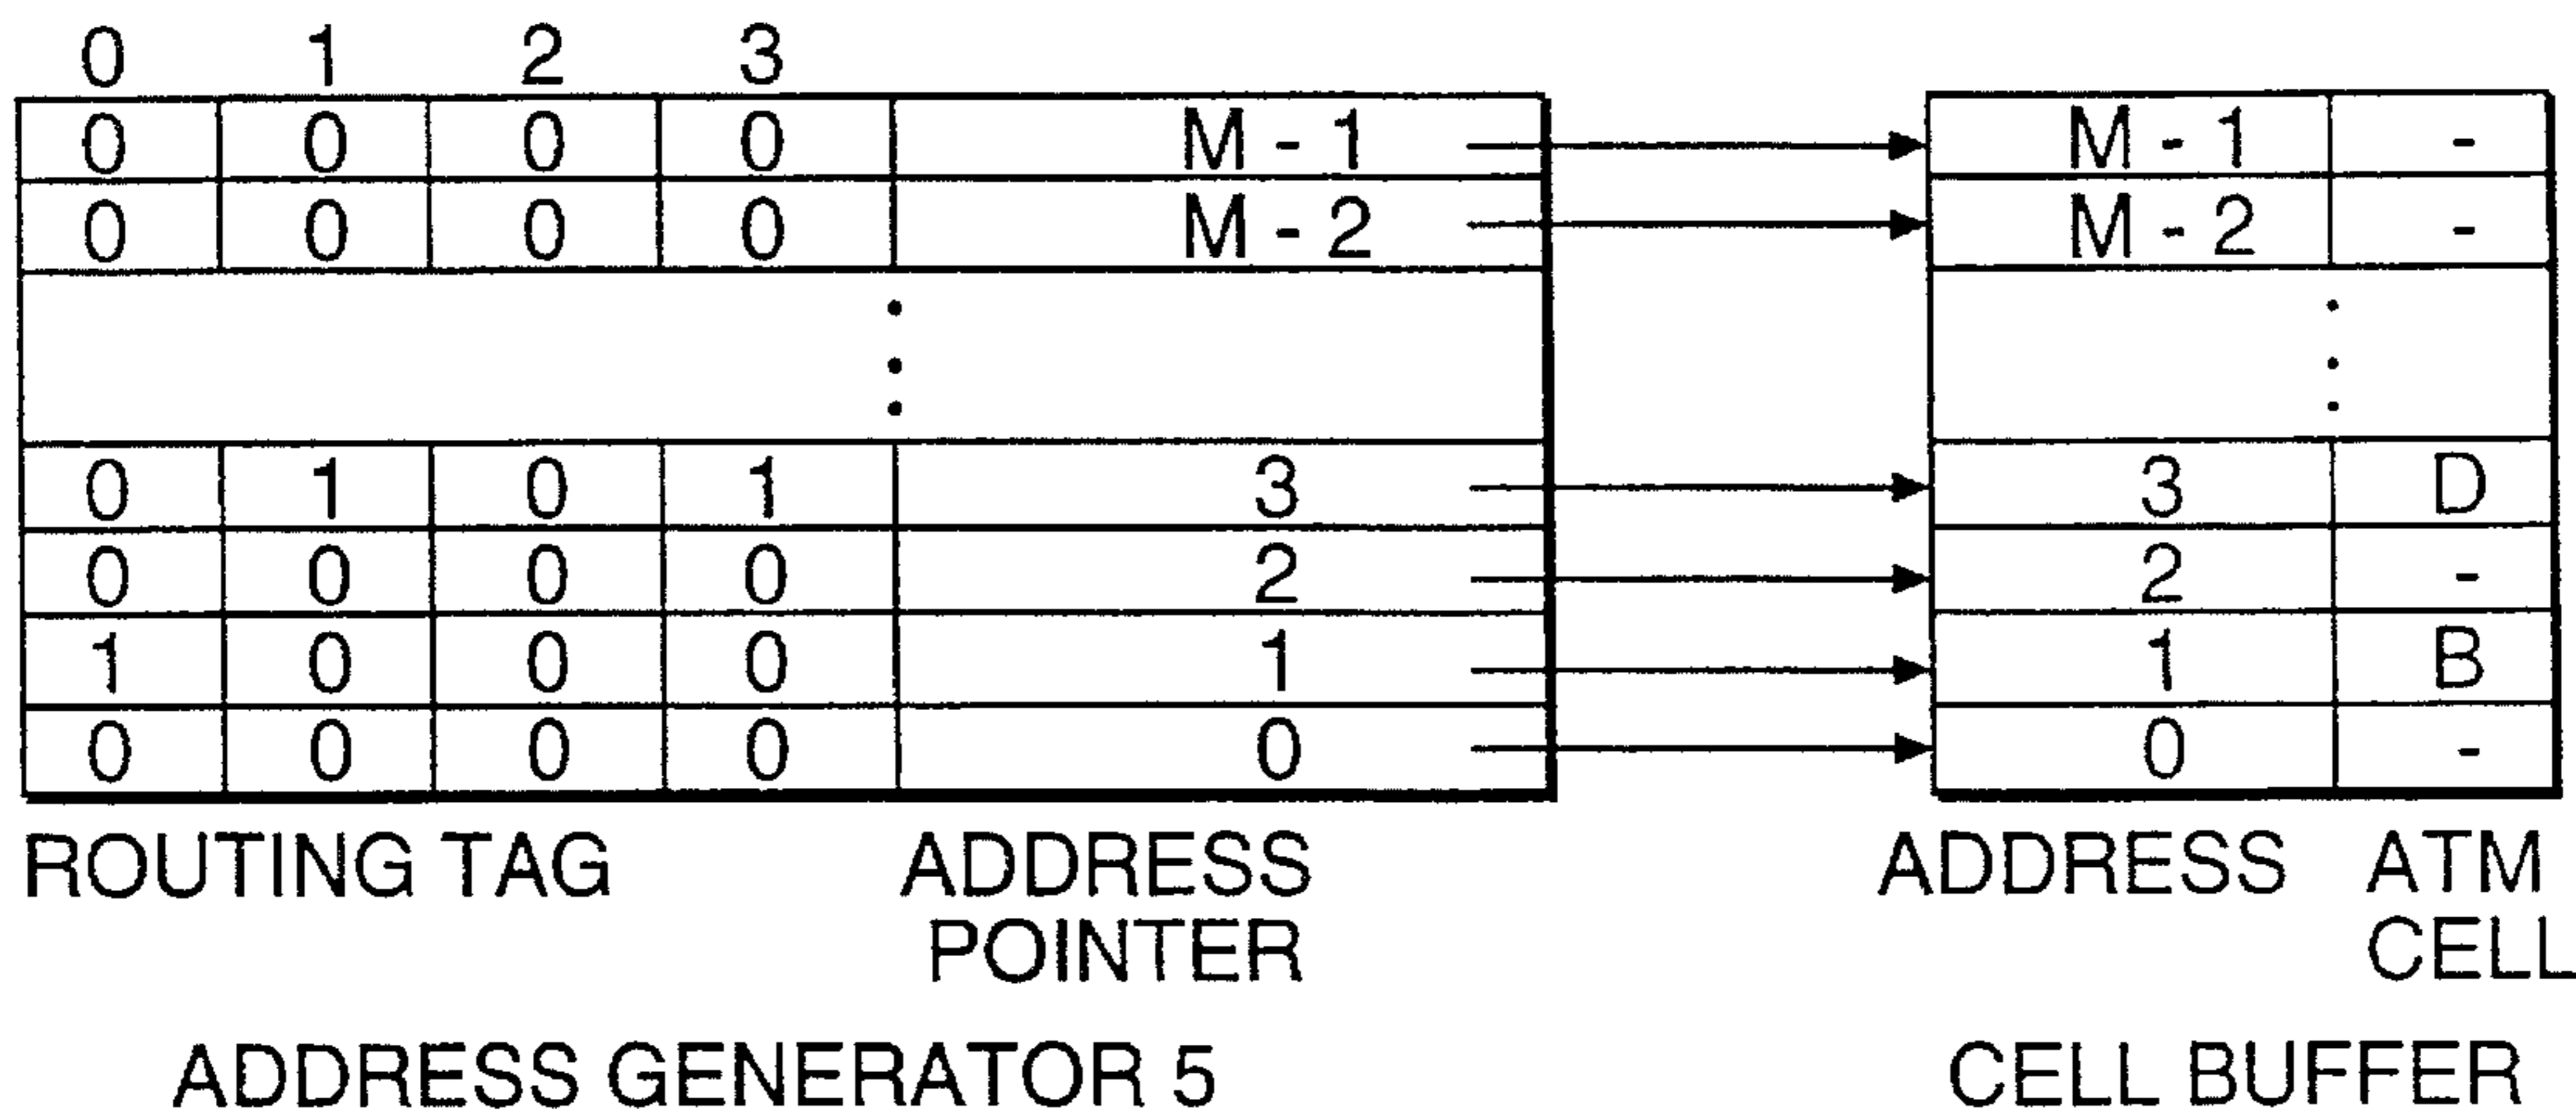 0 1 2 3
0 0 0 0 M - 1 M - 1 -
0 0 0 0 M - 2 M - 2 -
0 1 0 1 3 3 D
0 0 0 0 2 2 -
1 0 0 0 1 1 B
0 0 0 0 0 0 -
ROUTING TAG ADDRESS ADDRESS ATM
POINTER CELL
ADDRESS GENERATOR 5 CELL BUFFER